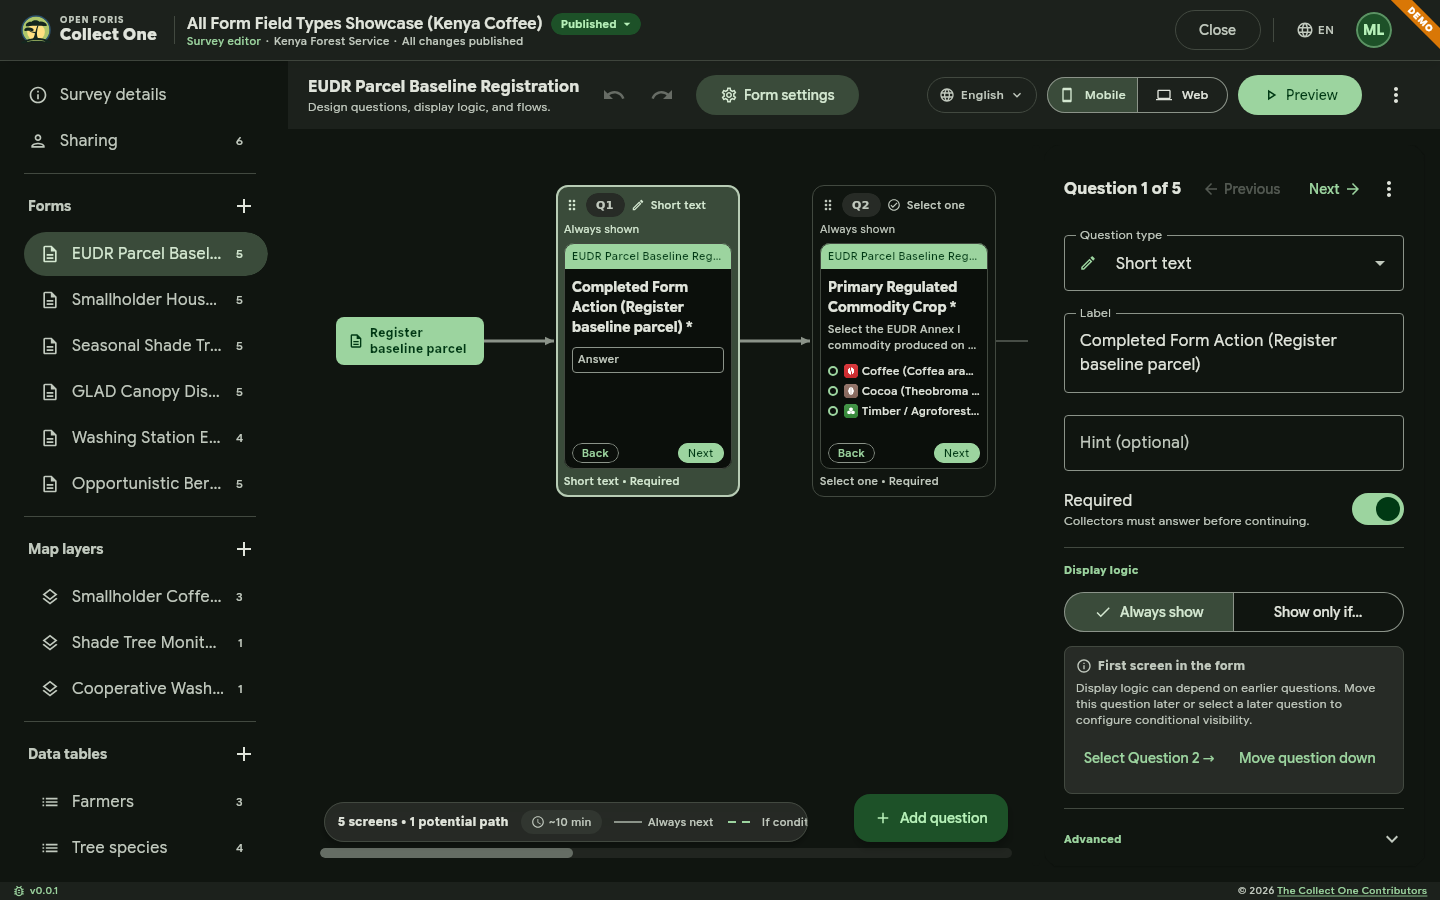 OPEN FORIS
Collect One
All Form Field Types Showcase (Kenya Coffee)
Published
Survey editor · Kenya Forest Service · All changes published
Close
EN
ML
DEMO
Survey details
Sharing 6
Forms
EUDR Parcel Basel... 5
Smallholder Hous... 5
Seasonal Shade Tr... 5
GLAD Canopy Dis... 5
Washing Station E... 4
Opportunistic Ber... 5
Map layers
Smallholder Coffe... 3
Shade Tree Monit... 1
Cooperative Wash... 1
Data tables
Farmers 3
Tree species 4
EUDR Parcel Baseline Registration
Design questions, display logic, and flows.
Form settings
English
Mobile
Web
Preview
Register
baseline parcel
Q1 Short text
Always shown
EUDR Parcel Baseline Reg...
Completed Form
Action (Register
baseline parcel) *
Answer
Back Next
Short text • Required
Q2 Select one
Always shown
EUDR Parcel Baseline Reg...
Primary Regulated
Commodity Crop *
Select the EUDR Annex I
commodity produced on ...
Coffee (Coffea ara...
Cocoa (Theobroma ...
Timber / Agroforest...
Back Next
Select one • Required
5 screens • 1 potential path
~10 min
Always next
If condit
Add question
Question 1 of 5
Previous
Next
Question type
Short text
Label
Completed Form Action (Register
baseline parcel)
Hint (optional)
Required
Collectors must answer before continuing.
Display logic
Always show
Show only if...
First screen in the form
Display logic can depend on earlier questions. Move
this question later or select a later question to
configure conditional visibility.
Select Question 2 →
Move question down
Advanced
v0.0.1
© 2026 The Collect One Contributors